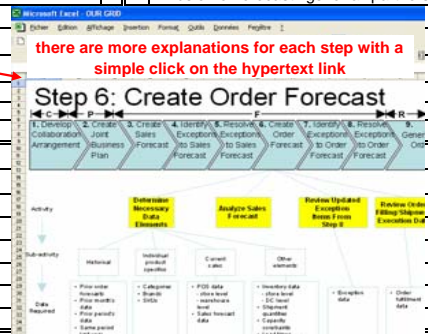 Microsoft Excel - OUR GRID
Fichier Edition Affichage Insertion Format Outils Données Fenêtre ?
there are more explanations for each step with a
simple click on the hypertext link
Step 6: Create Order Forecast
C P F R
1. Develop Collaboration Arrangement
2. Create Joint Business Plan
3. Create Sales Forecast
4. Identify Exceptions to Sales Forecast
5. Resolve Exceptions to Sales Forecast
6. Create Order Forecast
7. Identify Exceptions to Order Forecast
8. Resolve Exceptions to Order Forecast
9.
Activity
Determine Necessary Data Elements
Analyze Sales Forecast
Review Updated Exception Items From Step 8
Review Order Filling/Shipment Execution Data
Sub-activity
Historical
Individual product specifics
Current sales
Other elements
Data Required
• Prior order forecasts
• Prior month's data
• Prior period's data
• Same period
• Categories
• Brands
• SKUs
• POS data
- store level
- warehouse level
• Sales forecast data
• Inventory data
- store level
- DC level
• Shipment quantities
• Capacity
• Exception data
• Order fulfillment data